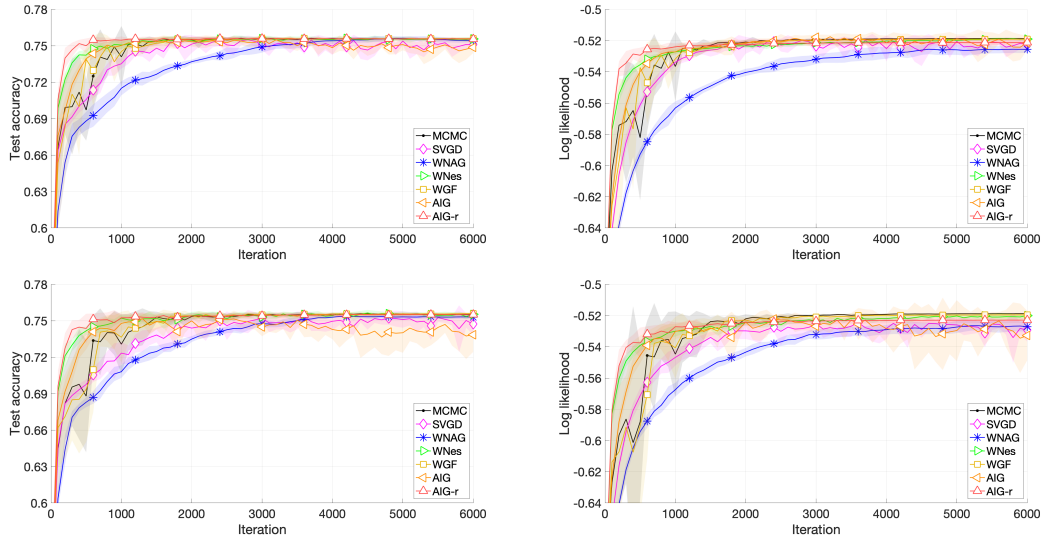 0.78
0.75
0.72
0.69
0.66
0.63
0.6
Test accuracy
0 1000 2000 3000 4000 5000 6000
Iteration
MCMC
SVGD
WNAG
WNes
WGF
AIG
AIG-r
-0.5
-0.52
-0.54
-0.56
-0.58
-0.6
-0.62
-0.64
Log likelihood
0 1000 2000 3000 4000 5000 6000
Iteration
MCMC
SVGD
WNAG
WNes
WGF
AIG
AIG-r
0.78
0.75
0.72
0.69
0.66
0.63
0.6
Test accuracy
0 1000 2000 3000 4000 5000 6000
Iteration
MCMC
SVGD
WNAG
WNes
WGF
AIG
AIG-r
-0.5
-0.52
-0.54
-0.56
-0.58
-0.6
-0.62
-0.64
Log likelihood
0 1000 2000 3000 4000 5000 6000
Iteration
MCMC
SVGD
WNAG
WNes
WGF
AIG
AIG-r